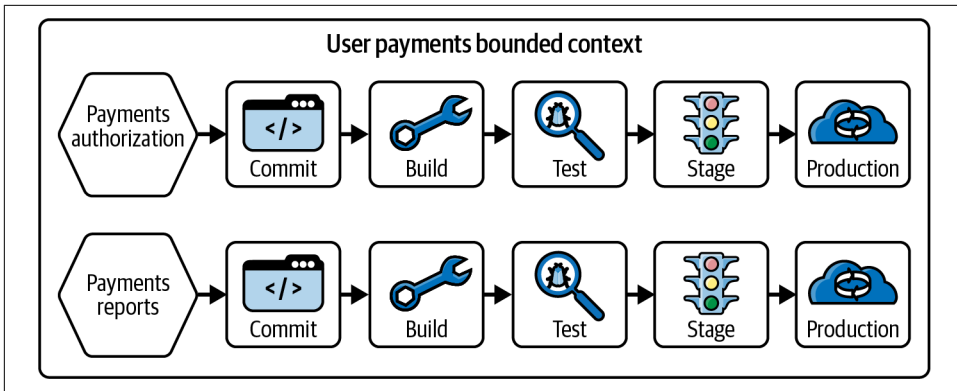 User payments bounded context
Payments
authorization
</>
Commit
Build
Test
Stage
Production
Payments
reports
</>
Commit
Build
Test
Stage
Production